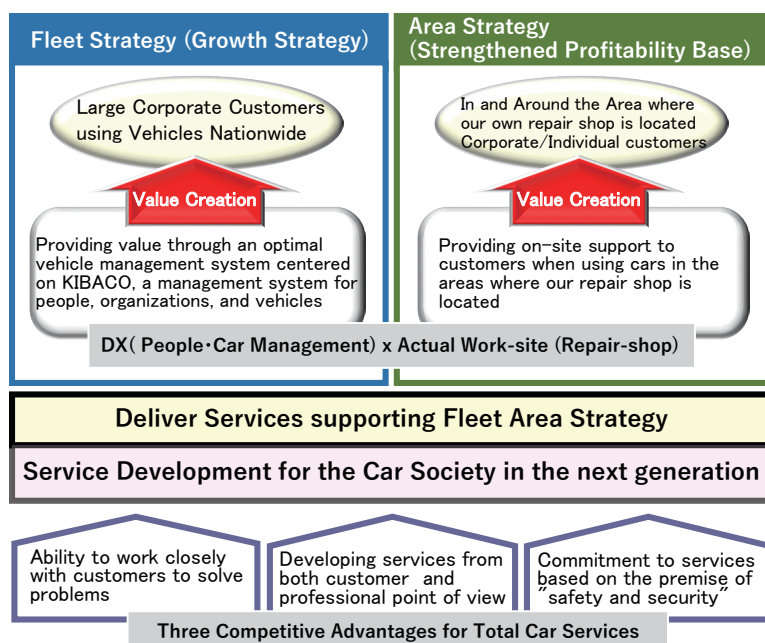 Fleet Strategy (Growth Strategy)
Large Corporate Customers
using Vehicles Nationwide
Value Creation
Providing value through an optimal
vehicle management system centered
on KIBACO, a management system for
people, organizations, and vehicles
Area Strategy
(Strengthened Profitability Base)
In and Around the Area where
our own repair shop is located
Corporate/Individual customers
Value Creation
Providing on-site support to
customers when using cars in the
areas where our repair shop is
located
DX( People・Car Management) x Actual Work-site (Repair-shop)
Deliver Services supporting Fleet Area Strategy
Service Development for the Car Society in the next generation
Ability to work closely
with customers to solve
problems
Developing services from
both customer and
professional point of view
Commitment to services
based on the premise of
"safety and security"
Three Competitive Advantages for Total Car Services